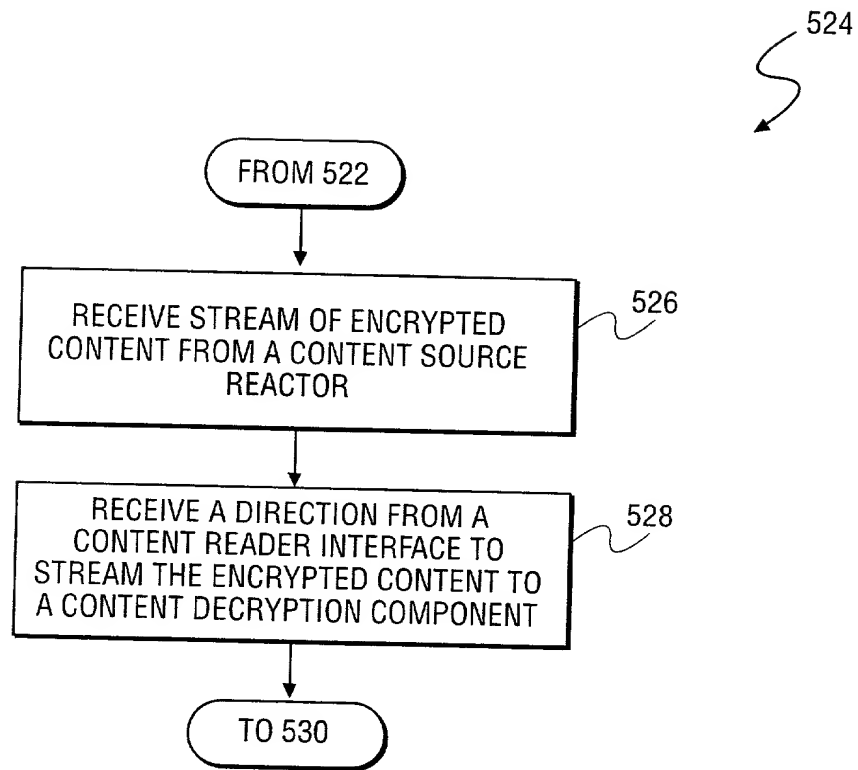 524
FROM 522
RECEIVE STREAM OF ENCRYPTED
CONTENT FROM A CONTENT SOURCE
REACTOR
526
RECEIVE A DIRECTION FROM A
CONTENT READER INTERFACE TO
STREAM THE ENCRYPTED CONTENT TO
A CONTENT DECRYPTION COMPONENT
528
TO 530